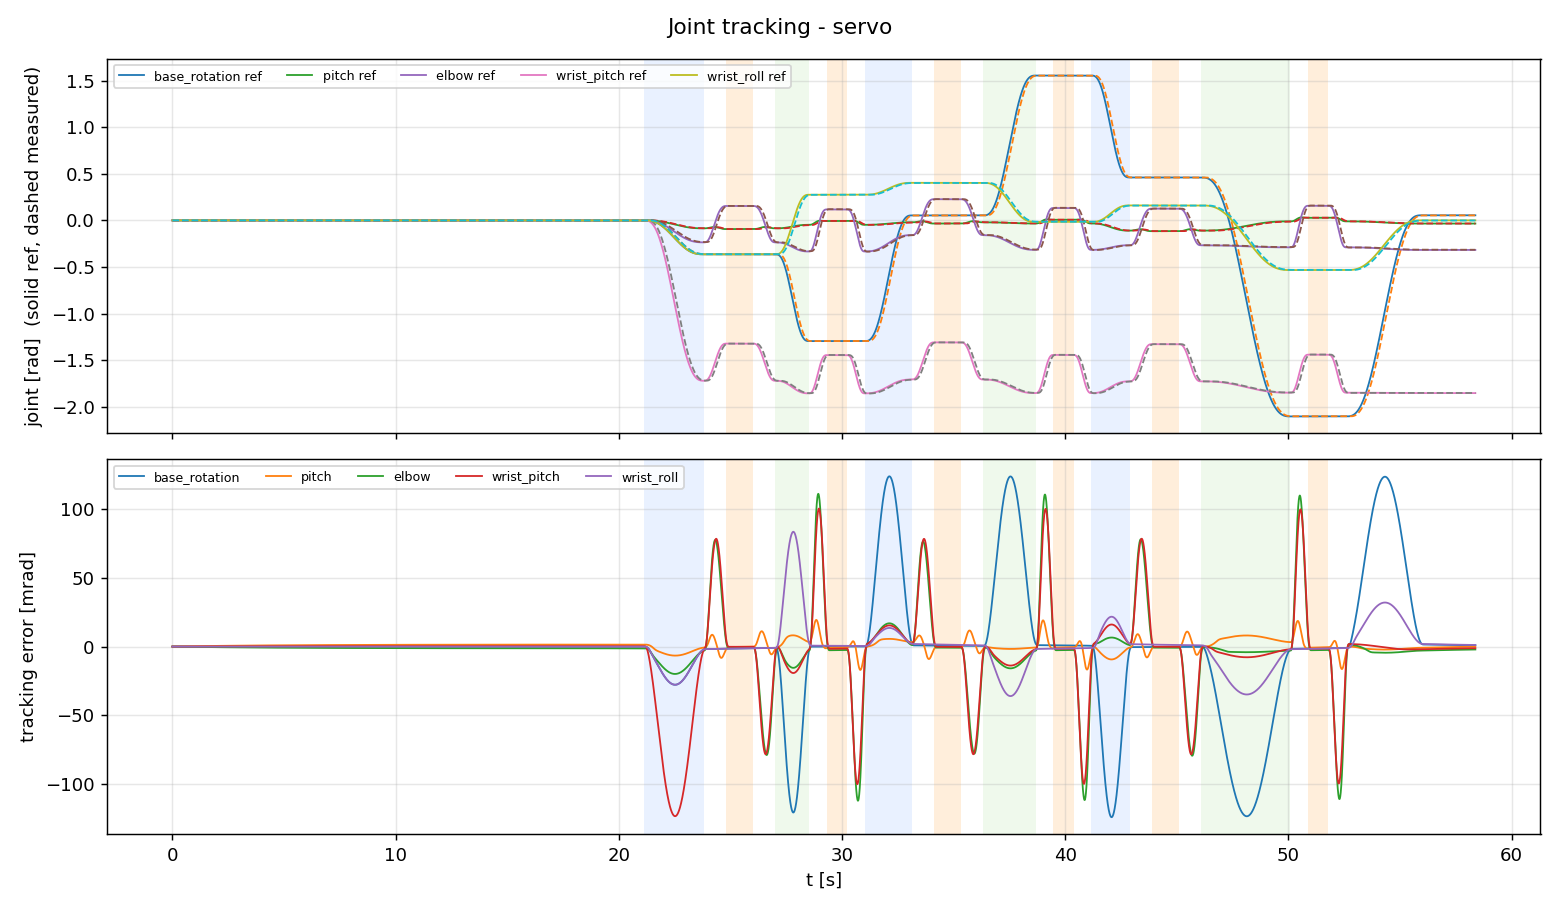 Joint tracking - servo
base_rotation ref pitch ref elbow ref wrist_pitch ref wrist_roll ref
joint [rad] (solid ref, dashed measured)
1.5
1.0
0.5
0.0
−0.5
−1.0
−1.5
−2.0
base_rotation pitch elbow wrist_pitch wrist_roll
tracking error [mrad]
100
50
0
−50
−100
0 10 20 30 40 50 60
t [s]